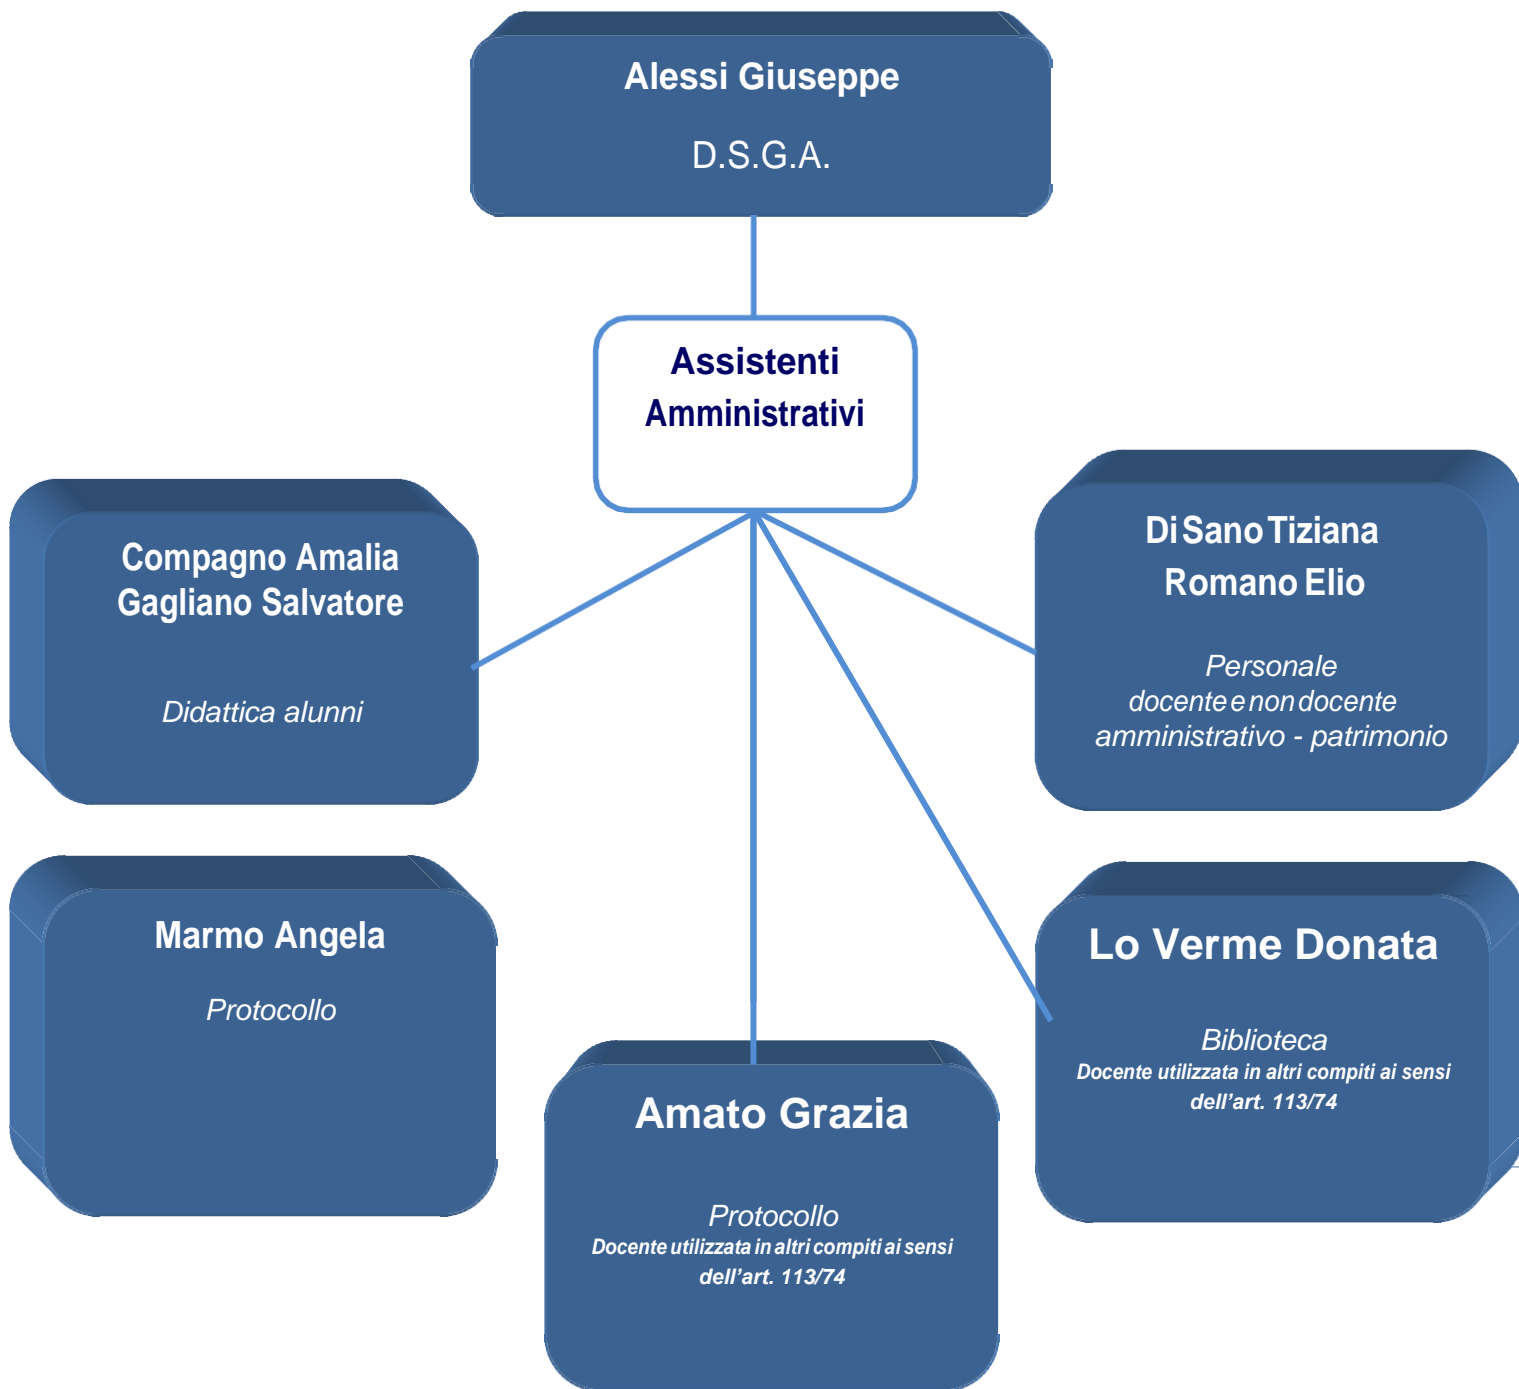 Alessi Giuseppe
D.S.G.A.
Assistenti
Amministrativi
Compagno Amalia
Gagliano Salvatore
Didattica alunni
Di Sano Tiziana
Romano Elio
Personale
docente e non docente
amministrativo - patrimonio
Marmo Angela
Protocollo
Lo Verme Donata
Biblioteca
Docente utilizzata in altri compiti ai sensi
dell’art. 113/74
Amato Grazia
Protocollo
Docente utilizzata in altri compiti ai sensi
dell’art. 113/74